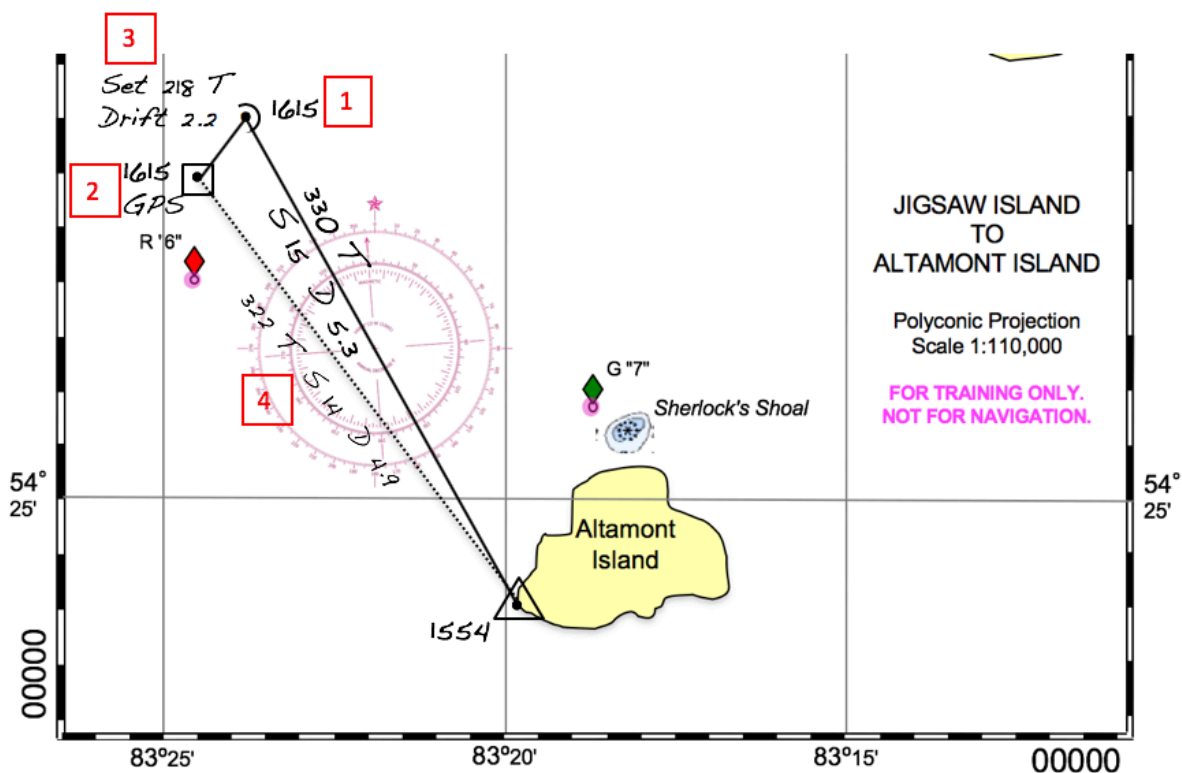 3
Set 218 T
Drift 2.2
1615
1
2
1615
GPS
R "6"
330 T
S 15 D 5.3
322 T S 14 D 4.9
4
JIGSAW ISLAND
TO
ALTAMONT ISLAND
Polyconic Projection
Scale 1:110,000
FOR TRAINING ONLY.
NOT FOR NAVIGATION.
G "7"
Sherlock's Shoal
54°
25'
54°
25'
Altamont
Island
1554
00000
83°25'
83°20'
83°15'
00000